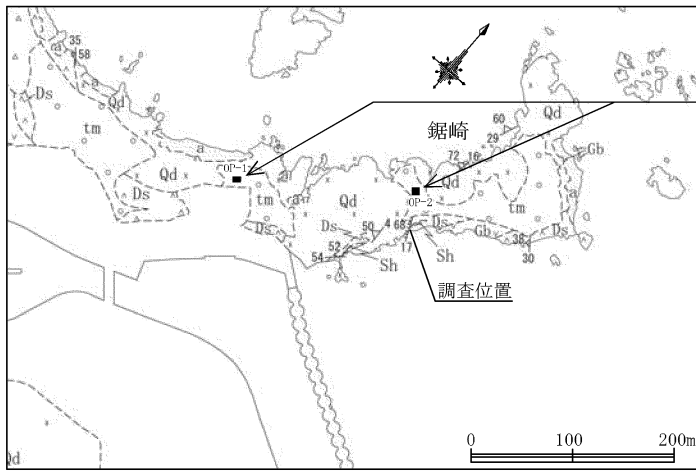 35
58
a
a
Ds
Qd
tm
a
OP-1
Qd
Ds
tm
a
a
Ds
Qd
Ds
50
4
68
52
54
Sh
17
Sh
Ds
鋸崎
60
29
72
16
Qd
OP-2
Qd
Gb
a
tm
Gb
36
30
Ds
調査位置
Qd
0 100 200m